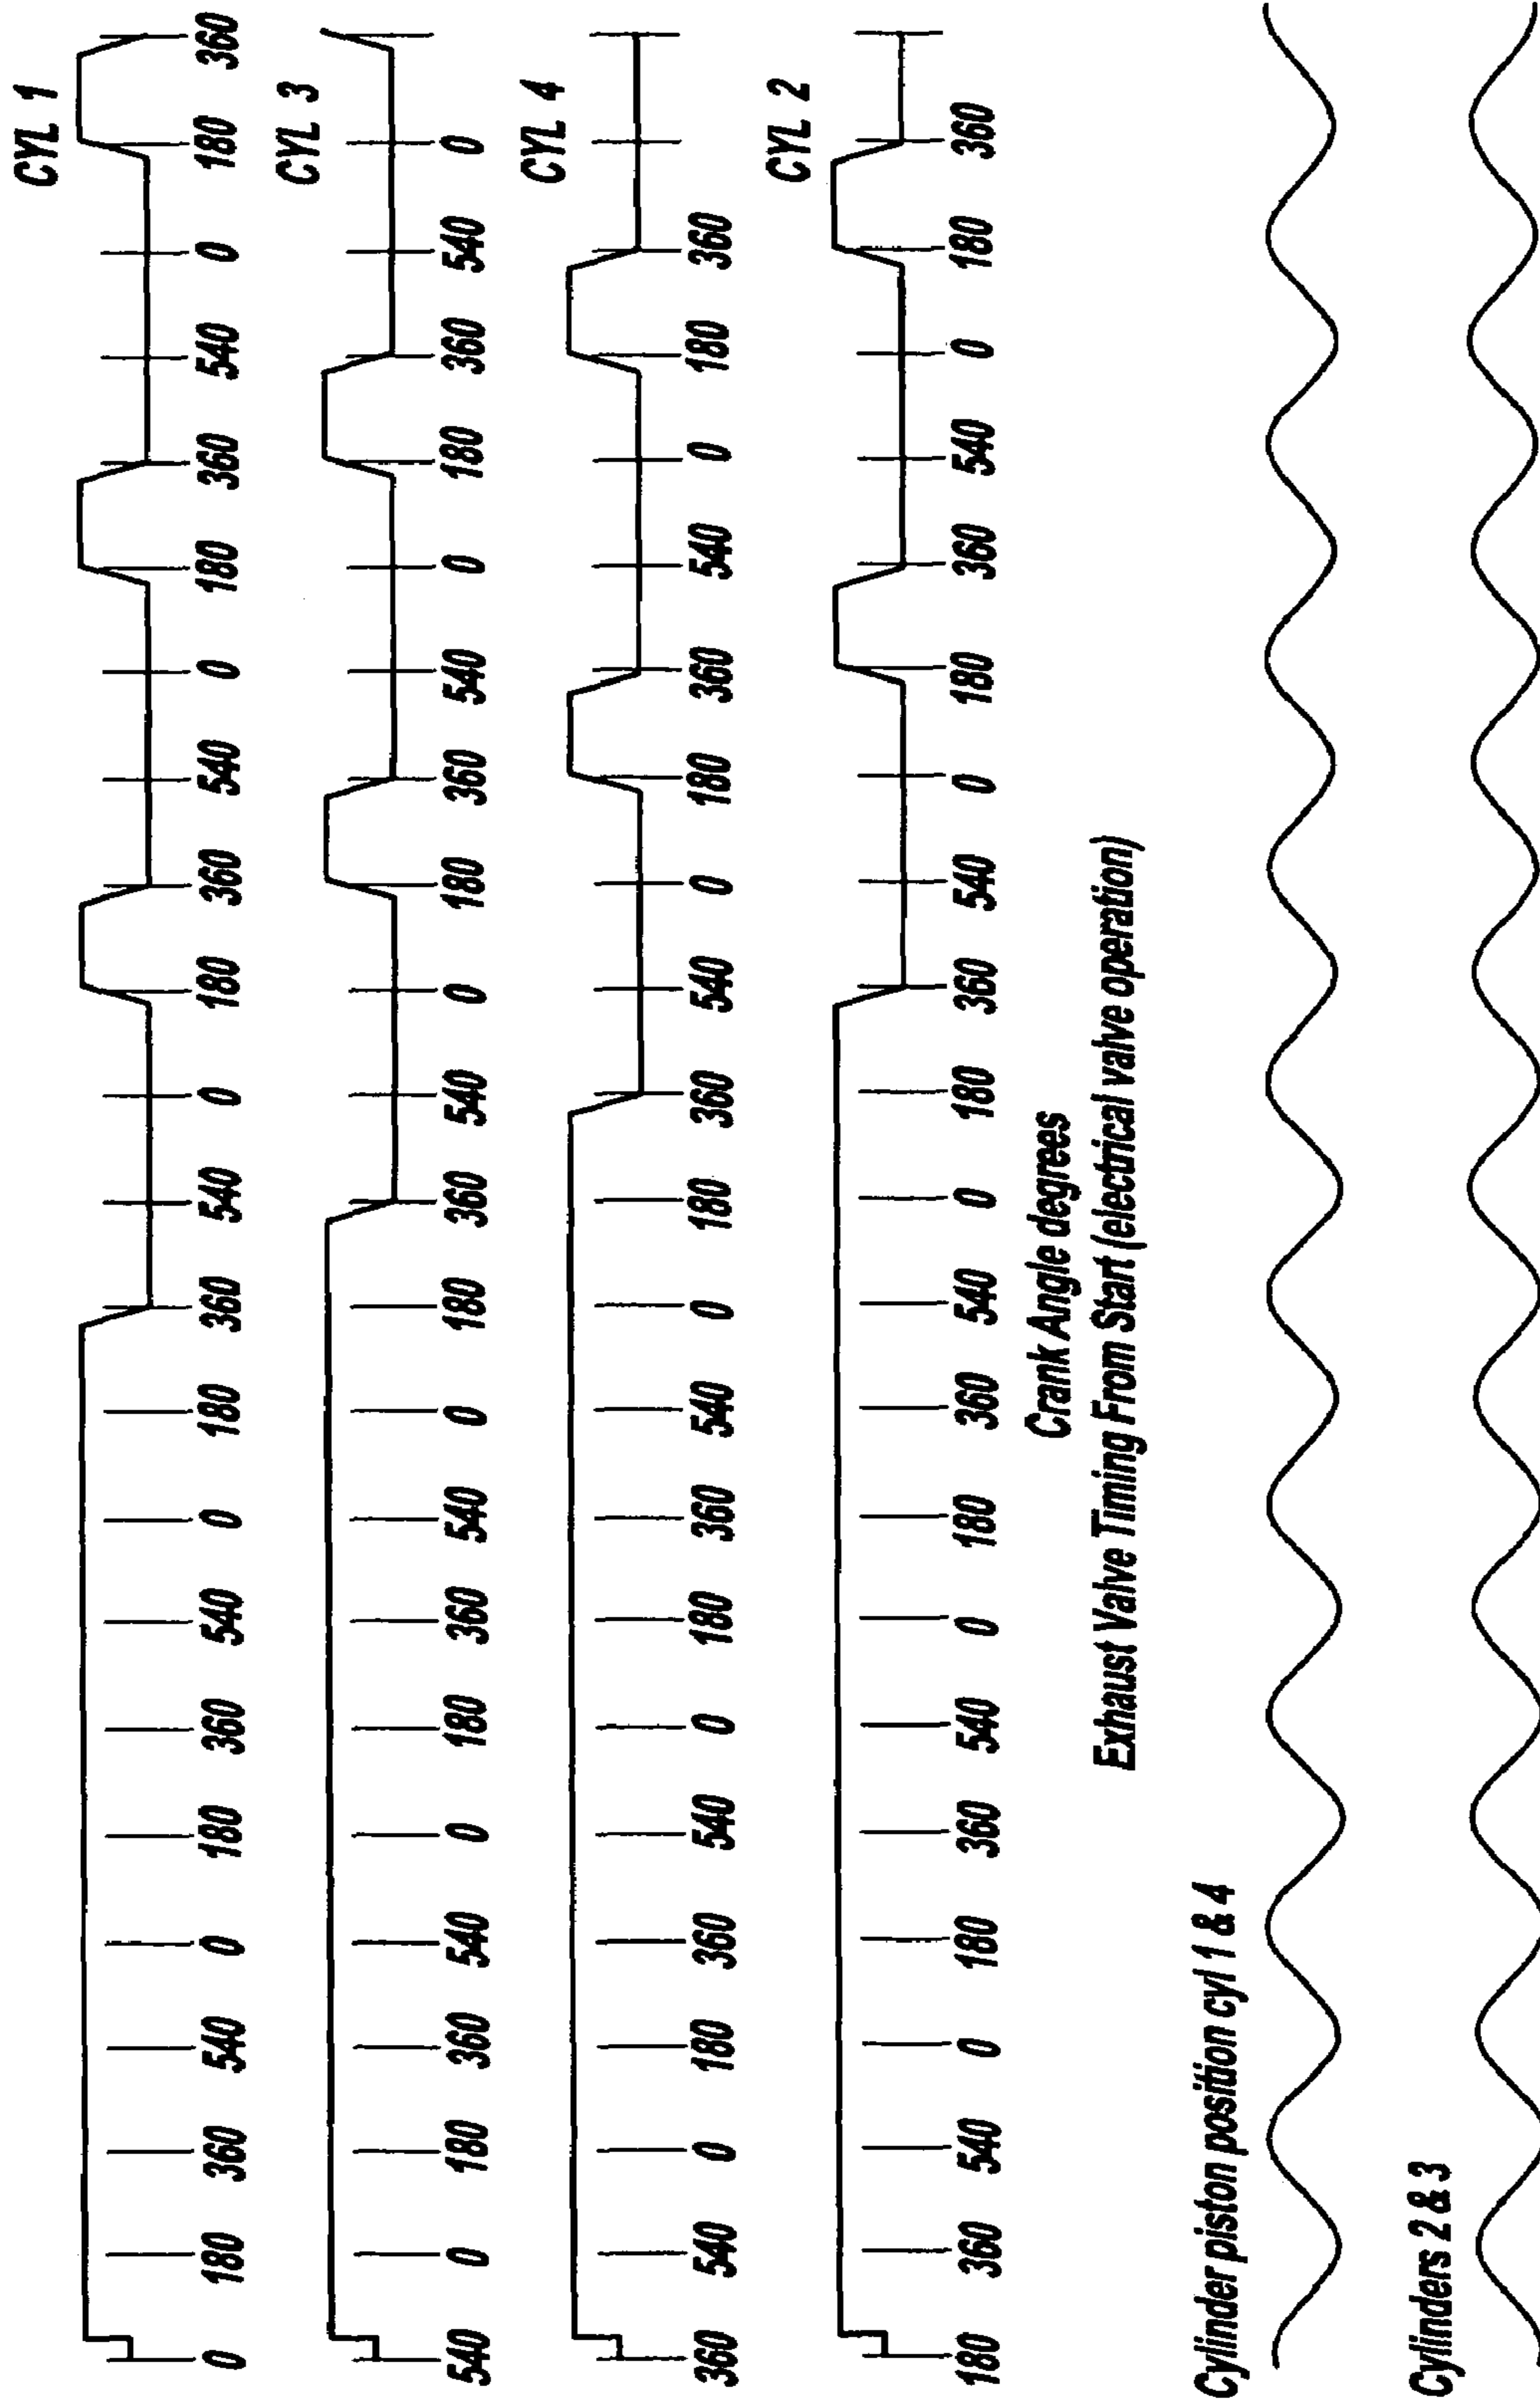 CYL 1
0 180 360 540 0 180 360 540 0 180 360 540 0 180 360 540 0 180 360 540 0 180 360
CYL 3
540 0 180 360 540 0 180 360 540 0 180 360 540 0 180 360 540 0 180 360 540 0
CYL 4
360 540 0 180 360 540 0 180 360 540 0 180 360 540 0 180 360 540 0 180 360
CYL 2
180 360 540 0 180 360 540 0 180 360 540 0 180 360 540 0 180 360 540 0 180 360
Crank Angle degrees
Exhaust Valve Timing From Start (electrical valve operation)
Cylinder piston position cyl 1 & 4
Cylinders 2 & 3